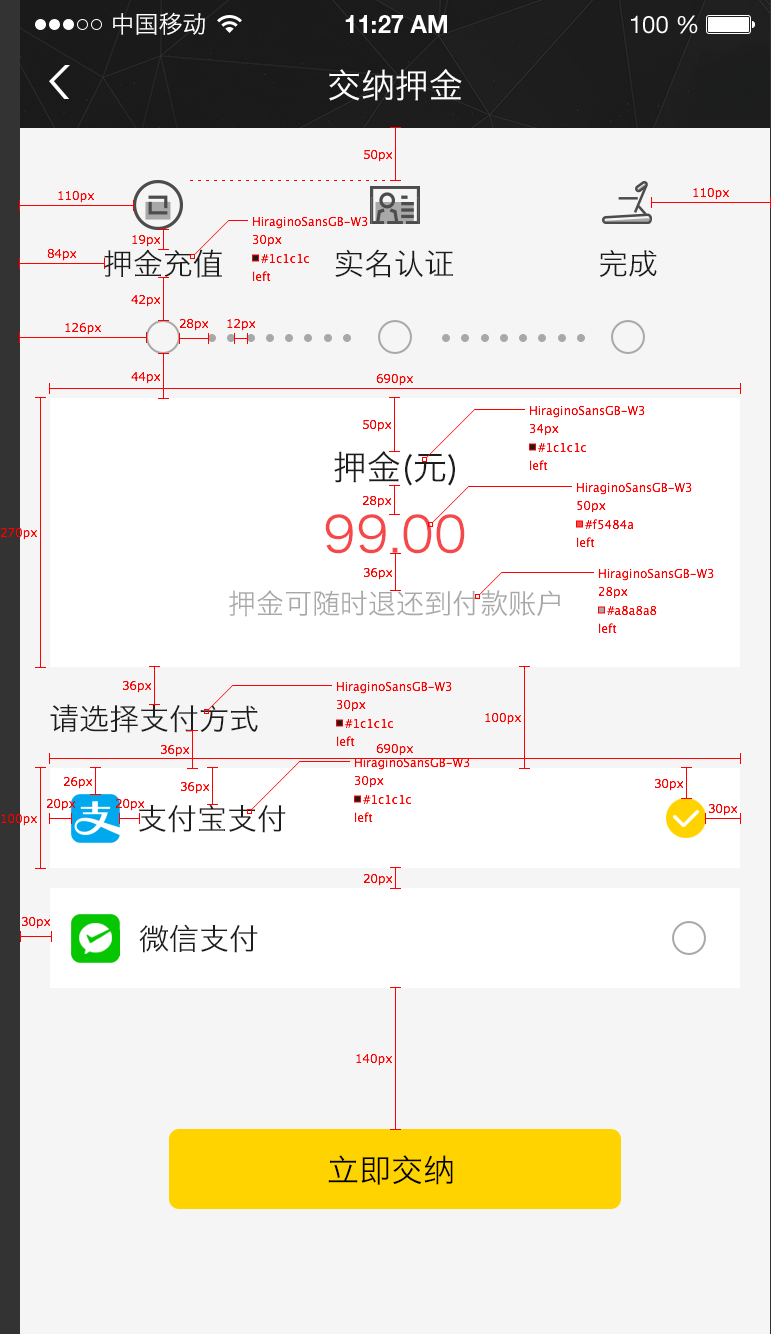 中国移动 11:27 AM 100 %
交纳押金
50px
110px
110px
HiraginoSansGB-W3
19px
30px
84px
#1c1c1c
押金充值 实名认证 完成
left
42px
126px
28px
12px
44px
690px
HiraginoSansGB-W3
50px
34px
#1c1c1c
押金(元)
left
HiraginoSansGB-W3
28px
50px
#f5484a
99.00
270px
left
36px
HiraginoSansGB-W3
28px
押金可随时退还到付款账户
#a8a8a8
left
36px
HiraginoSansGB-W3
30px
请选择支付方式
100px
#1c1c1c
left
36px
690px
HiraginoSansGB-W3
26px
36px
30px
30px
20px
20px
#1c1c1c
30px
100px
支 支付宝支付
left
20px
30px
微信支付
140px
立即交纳